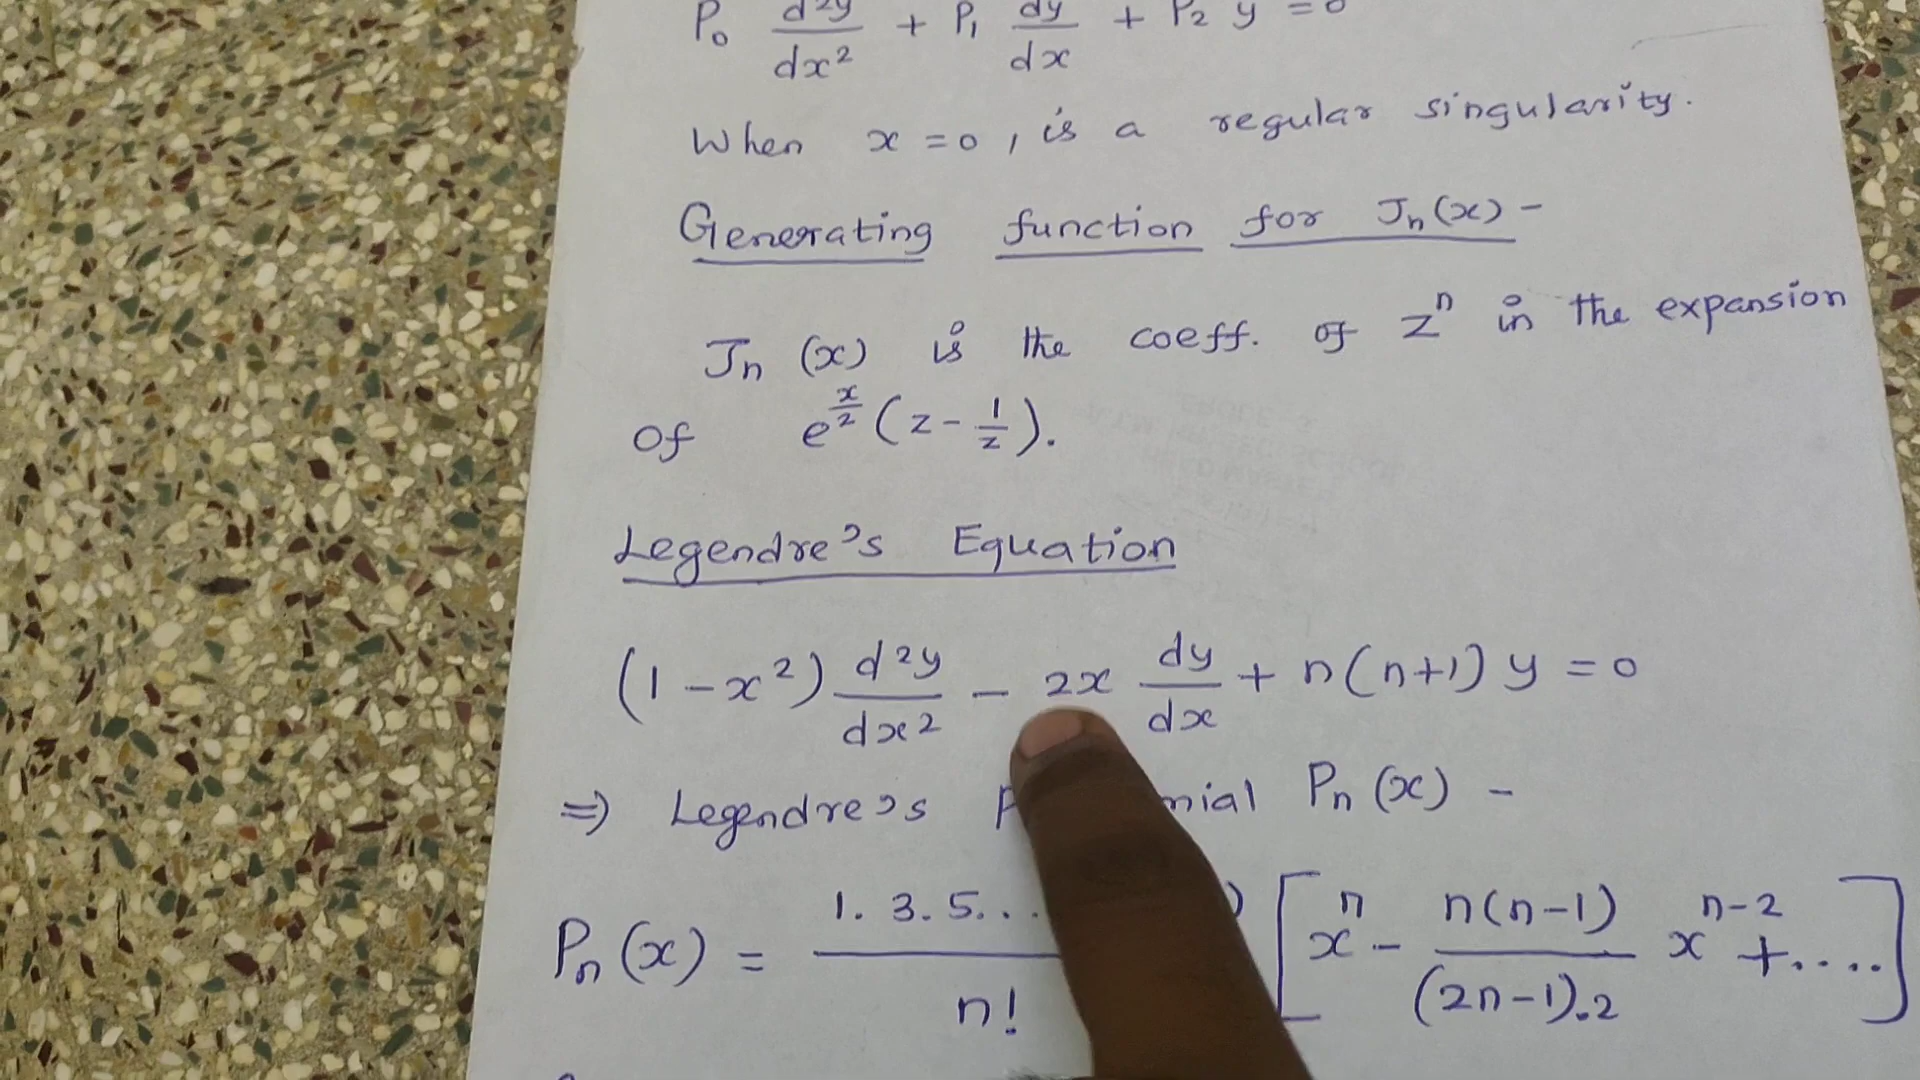 P₀ d²y/dx² + P₁ dy/dx + P₂ y = 0
When x = 0, is a regular singularity.
Generating function for Jₙ(x) -
Jₙ (x) is the coeff. of zⁿ in the expansion
of e^(x/2) (z - 1/z).
Legendre's Equation
(1 - x²) d²y/dx² - 2x dy/dx + n(n+1) y = 0
⇒ Legendre's Pₙ(x) -
Pₙ(x) = 1. 3. 5... ) / n! [xⁿ - n(n-1)/(2n-1).2 xⁿ⁻² + ....]